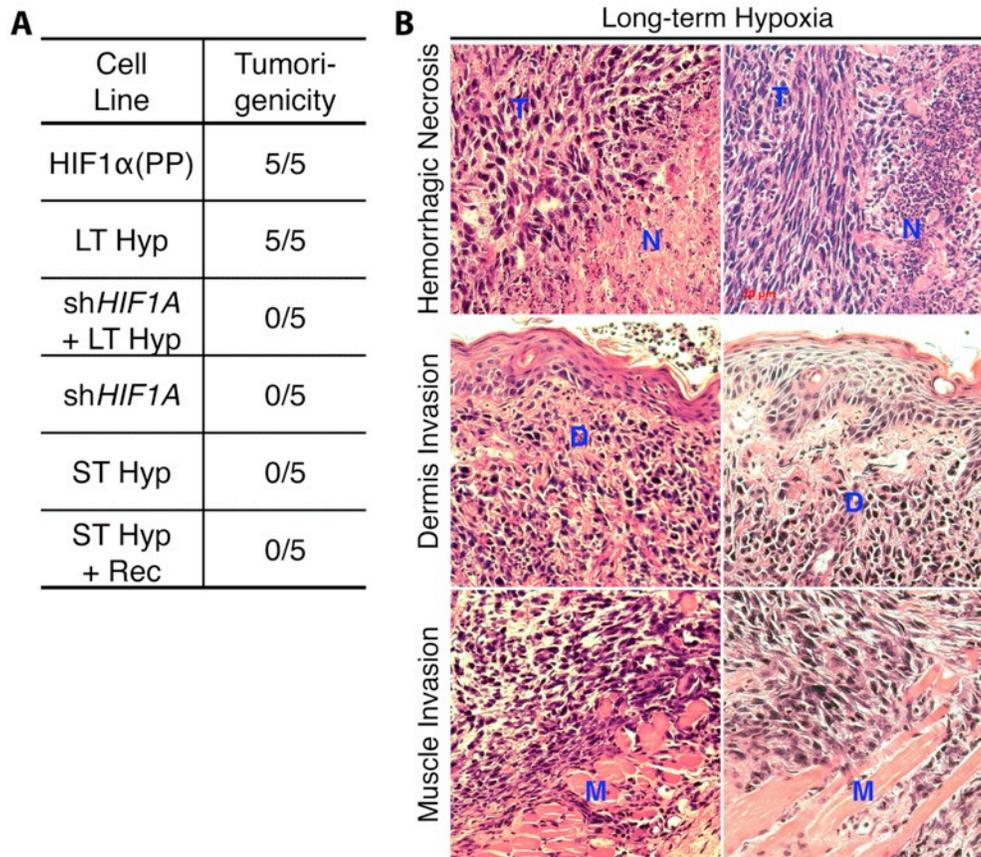 A
Cell
Line
Tumori-
genicity
HIF1α(PP)
5/5
LT Hyp
5/5
shHIF1A
+ LT Hyp
0/5
shHIF1A
0/5
ST Hyp
0/5
ST Hyp
+ Rec
0/5
B
Long-term Hypoxia
Hemorrhagic Necrosis
T
N
T
N
Dermis Invasion
D
D
Muscle Invasion
M
M